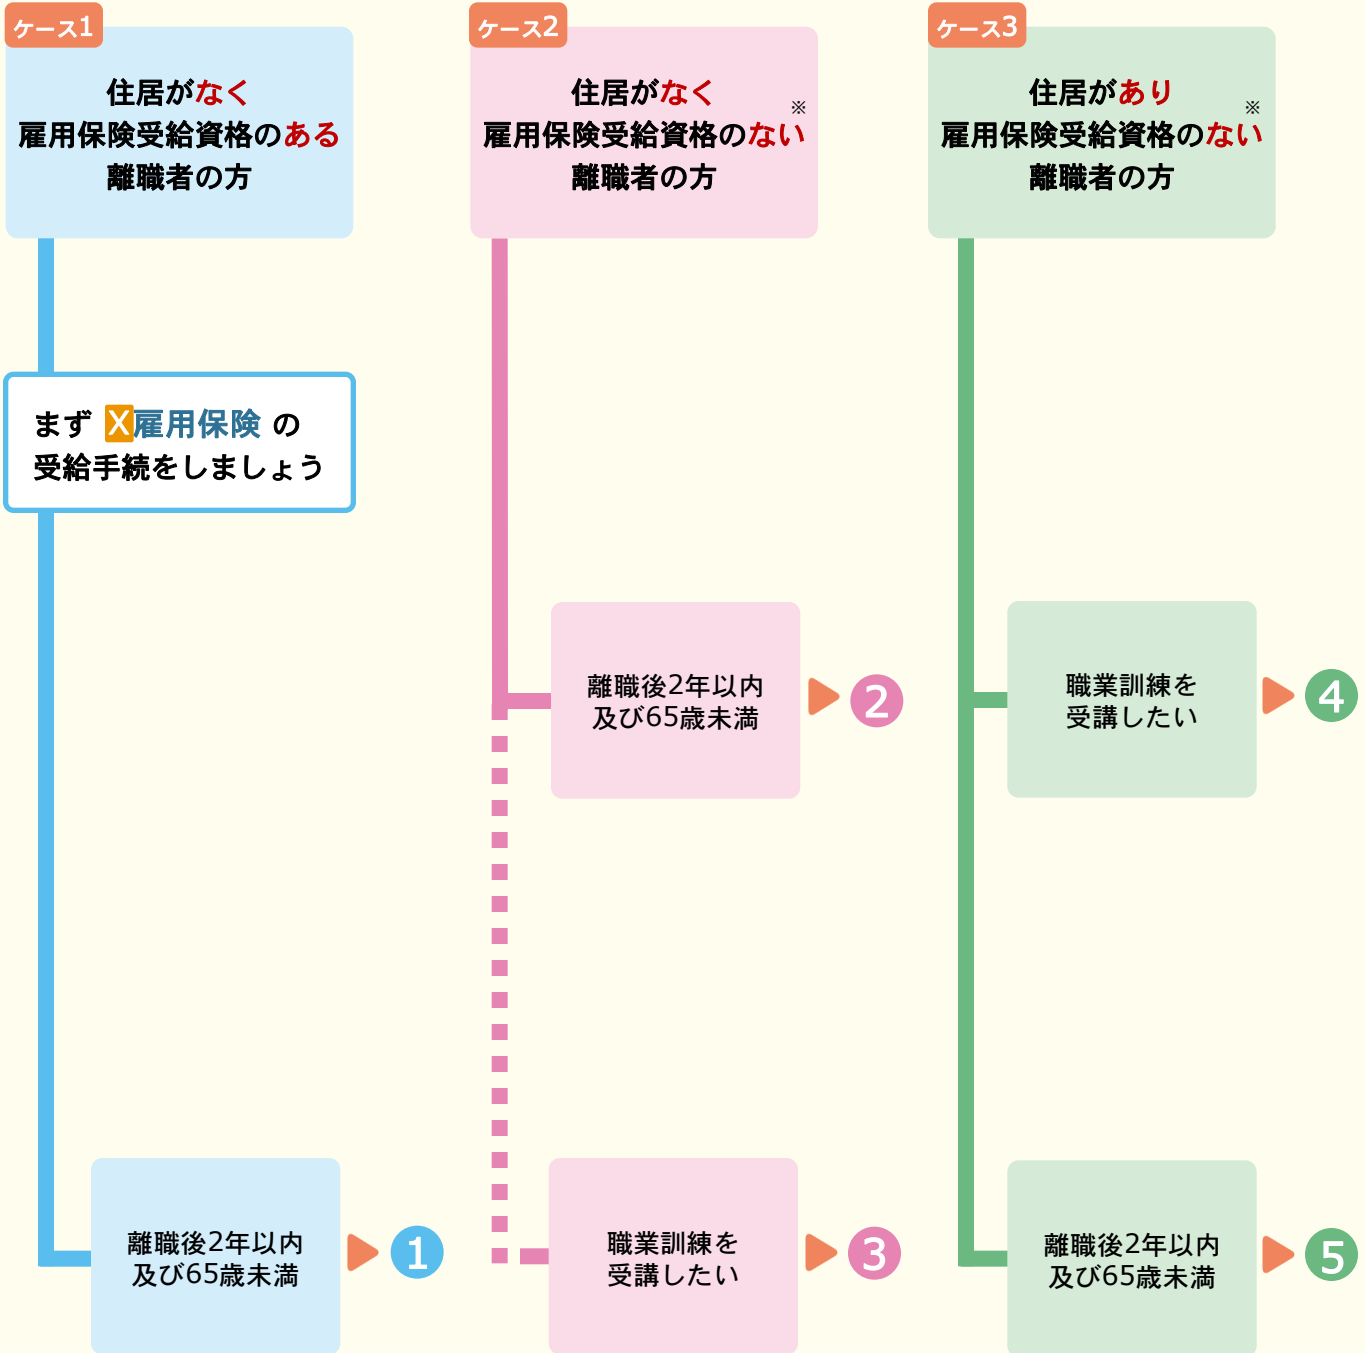 ケース1
住居がなく
雇用保険受給資格のある
離職者の方
まず X雇用保険 の
受給手続をしましょう
離職後2年以内
及び65歳未満
1
ケース2
住居がなく
※
雇用保険受給資格のない
離職者の方
離職後2年以内
及び65歳未満
2
職業訓練を
受講したい
3
ケース3
住居があり
※
雇用保険受給資格のない
離職者の方
職業訓練を
受講したい
4
離職後2年以内
及び65歳未満
5